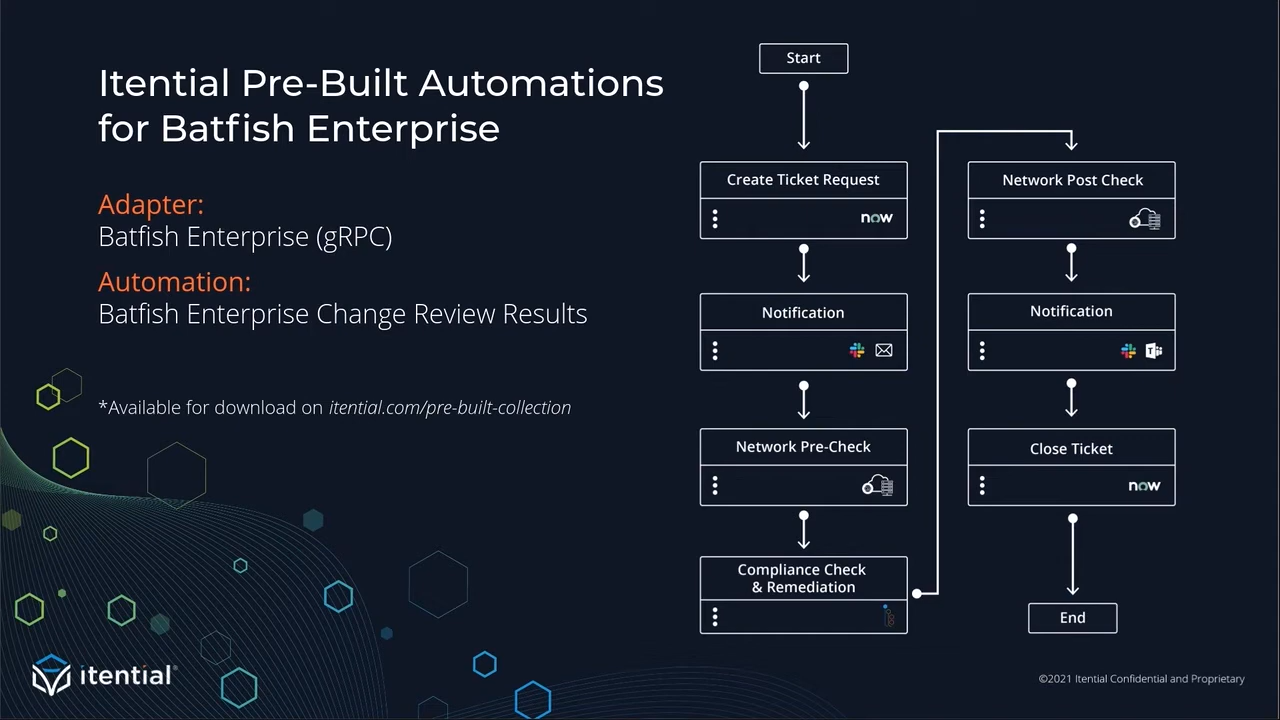 Itential Pre-Built Automations
for Batfish Enterprise
Adapter:
Batfish Enterprise (gRPC)
Automation:
Batfish Enterprise Change Review Results
*Available for download on itential.com/pre-built-collection
itential®
Start
Create Ticket Request
now
Notification
Network Pre-Check
Compliance Check
& Remediation
Network Post Check
Notification
T
Close Ticket
now
End
©2021 Itential Confidential and Proprietary